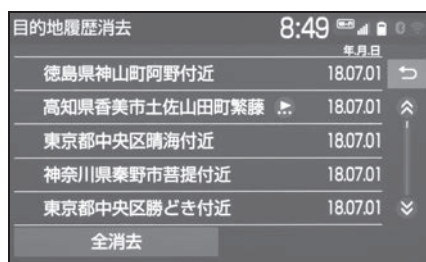 目的地履歴消去 8:49
年.月.日
徳島県神山町阿野付近 18.07.01
高知県香美市土佐山田町繁藤 18.07.01
東京都中央区晴海付近 18.07.01
神奈川県秦野市菩提付近 18.07.01
東京都中央区勝どき付近 18.07.01
全消去